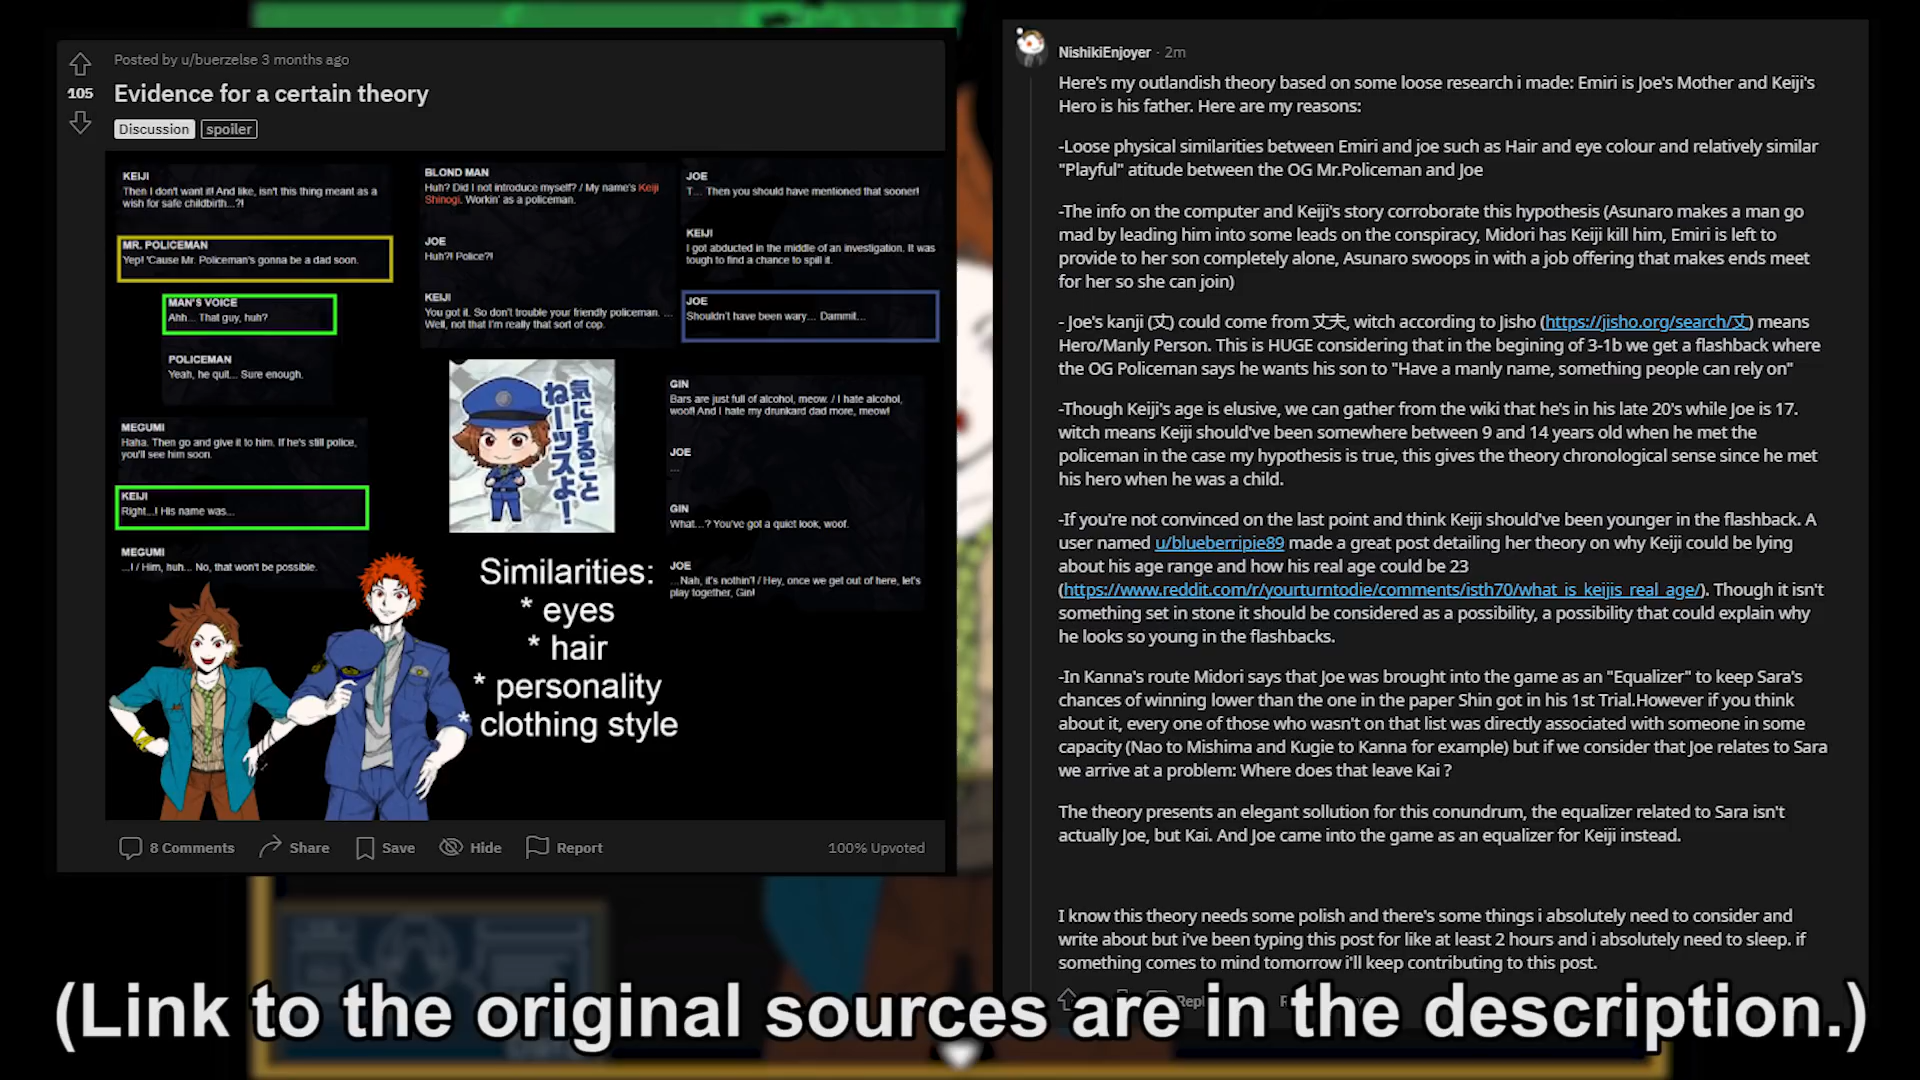 Posted by u/buerzelse 3 months ago
105
Evidence for a certain theory
Discussion spoiler
KEIJI
Then I don't want it! And like, isn't this thing meant as a
wish for safe childbirth...?!
MR. POLICEMAN
Yep! 'Cause Mr. Policeman's gonna be a dad soon.
MAN'S VOICE
Ahh... That guy, huh?
POLICEMAN
Yeah, he quit... Sure enough.
MEGUMI
Haha. Then go and give it to him. If he's still police,
you'll see him soon.
KEIJI
Right...! His name was...
MEGUMI
...! / Him, huh... No, that won't be possible.
BLOND MAN
Huh? Did I not introduce myself? / My name's Keiji
Shinogi. Workin' as a policeman.
JOE
Huh?! Police?!
KEIJI
You got it. So don't trouble your friendly policeman. ...
Well, not that I'm really that sort of cop.
気にすること
ねーッスよ!
JOE
T... Then you should have mentioned that sooner!
KEIJI
I got abducted in the middle of an investigation. It was
tough to find a chance to spill it.
JOE
Shouldn't have been wary... Dammit...
GIN
Bars are just full of alcohol, meow. / I hate alcohol,
woof! And I hate my drunkard dad more, meow!
JOE
...
GIN
What...? You've got a quiet look, woof.
JOE
...Nah, it's nothin'! / Hey, once we get out of here, let's
play together, Gin!
Similarities:
* eyes
* hair
* personality
* clothing style
8 Comments Share Save Hide Report 100% Upvoted
NishikiEnjoyer · 2m
Here's my outlandish theory based on some loose research i made: Emiri is Joe's Mother and Keiji's
Hero is his father. Here are my reasons:
-Loose physical similarities between Emiri and joe such as Hair and eye colour and relatively similar
"Playful" atitude between the OG Mr.Policeman and Joe
-The info on the computer and Keiji's story corroborate this hypothesis (Asunaro makes a man go
mad by leading him into some leads on the conspiracy, Midori has Keiji kill him, Emiri is left to
provide to her son completely alone, Asunaro swoops in with a job offering that makes ends meet
for her so she can join)
- Joe's kanji (丈) could come from 丈夫, witch according to Jisho (https://jisho.org/search/丈) means
Hero/Manly Person. This is HUGE considering that in the begining of 3-1b we get a flashback where
the OG Policeman says he wants his son to "Have a manly name, something people can rely on"
-Though Keiji's age is elusive, we can gather from the wiki that he's in his late 20's while Joe is 17.
witch means Keiji should've been somewhere between 9 and 14 years old when he met the
policeman in the case my hypothesis is true, this gives the theory chronological sense since he met
his hero when he was a child.
-If you're not convinced on the last point and think Keiji should've been younger in the flashback. A
user named u/blueberripie89 made a great post detailing her theory on why Keiji could be lying
about his age range and how his real age could be 23
(https://www.reddit.com/r/yourturntodie/comments/isth70/what_is_keijis_real_age/). Though it isn't
something set in stone it should be considered as a possibility, a possibility that could explain why
he looks so young in the flashbacks.
-In Kanna's route Midori says that Joe was brought into the game as an "Equalizer" to keep Sara's
chances of winning lower than the one in the paper Shin got in his 1st Trial.However if you think
about it, every one of those who wasn't on that list was directly associated with someone in some
capacity (Nao to Mishima and Kugie to Kanna for example) but if we consider that Joe relates to Sara
we arrive at a problem: Where does that leave Kai ?
The theory presents an elegant sollution for this conundrum, the equalizer related to Sara isn't
actually Joe, but Kai. And Joe came into the game as an equalizer for Keiji instead.
I know this theory needs some polish and there's some things i absolutely need to consider and
write about but i've been typing this post for like at least 2 hours and i absolutely need to sleep. if
something comes to mind tomorrow i'll keep contributing to this post.
(Link to the original sources are in the description.)